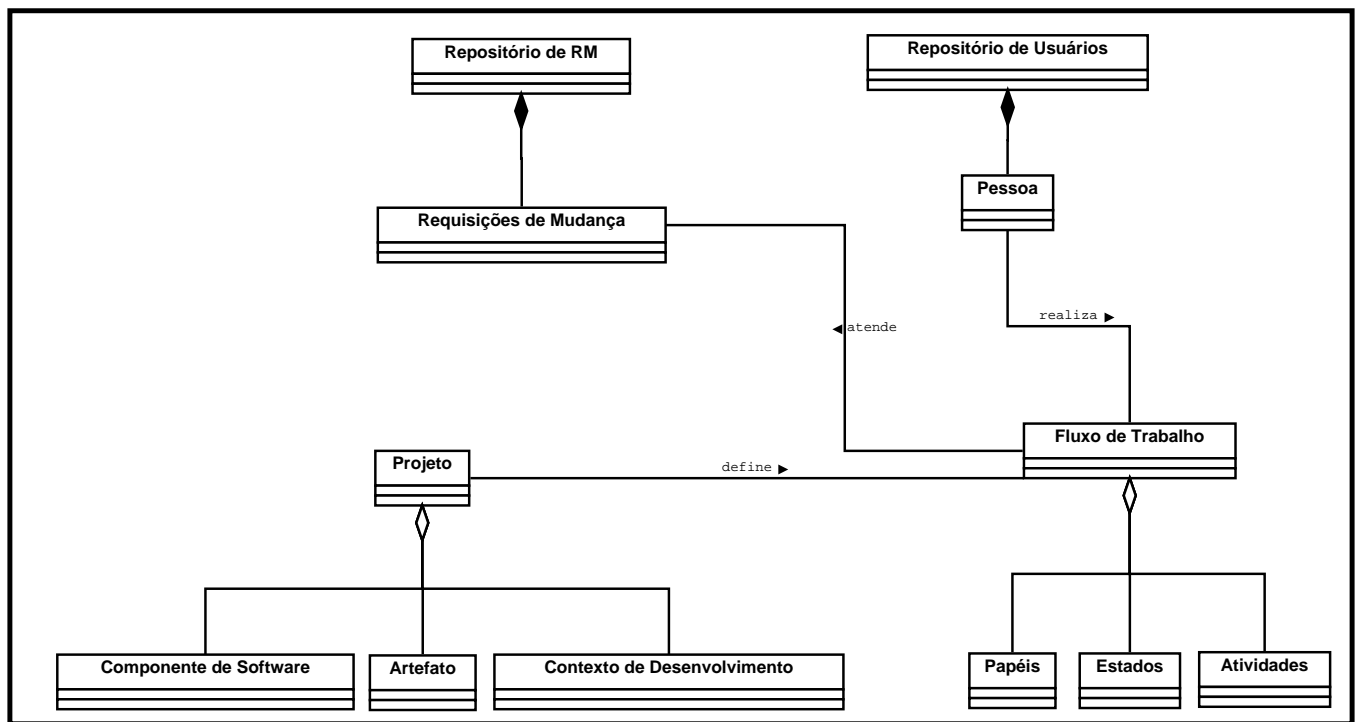 Repositório de RM
Repositório de Usuários
Pessoa
Requisições de Mudança
realiza
atende
Fluxo de Trabalho
Projeto
define
Componente de Software
Artefato
Contexto de Desenvolvimento
Papéis
Estados
Atividades